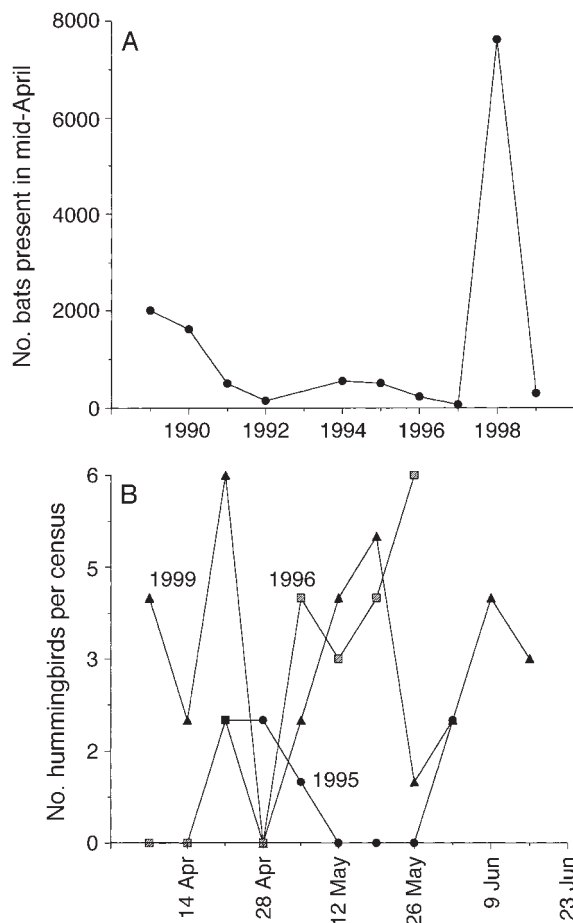 A
No. bats present in mid-April
8000
6000
4000
2000
0
1990 1992 1994 1996 1998
B
No. hummingbirds per census
6
5
3
2
0
1999
1996
1995
14 Apr
28 Apr
12 May
26 May
9 Jun
23 Jun